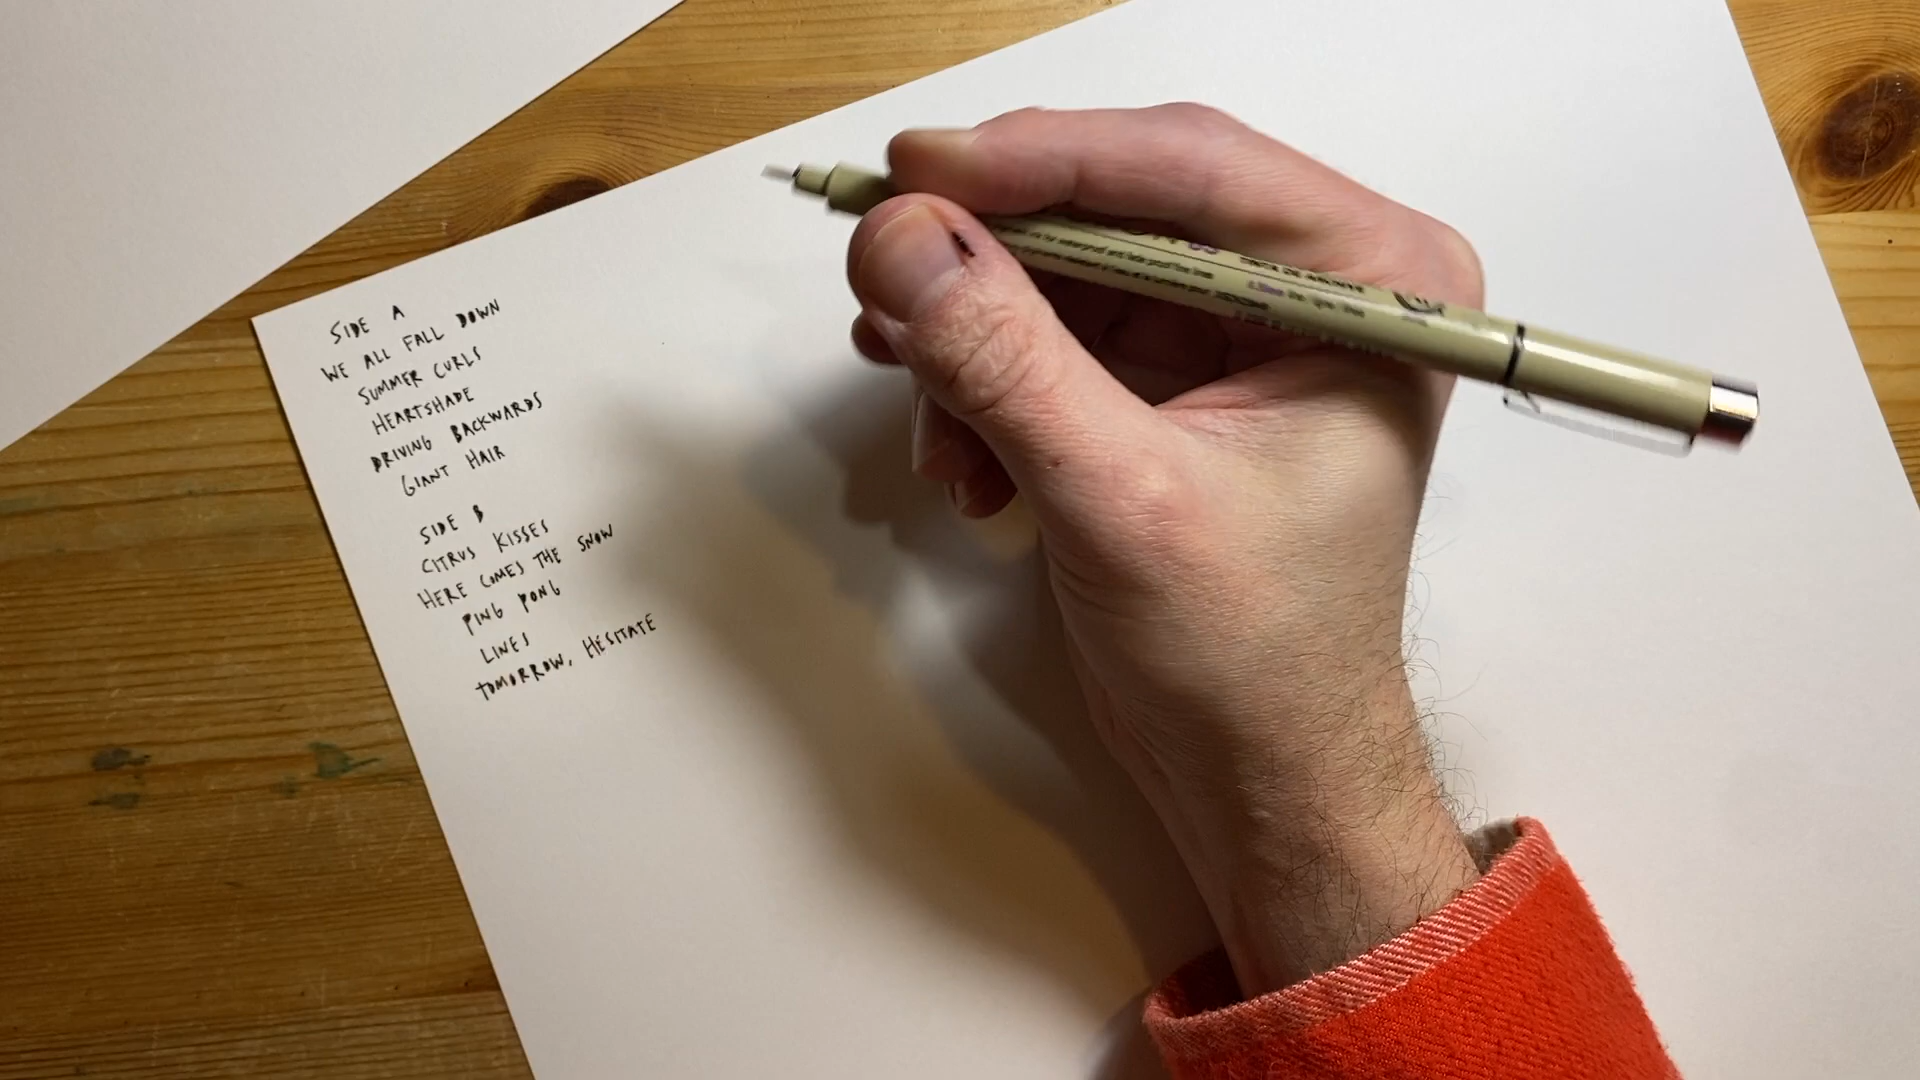 SIDE A
WE ALL FALL DOWN
SUMMER CURLS
HEARTSHADE
DRIVING BACKWARDS
GIANT HAIR
SIDE B
CITRUS KISSES
HERE COMES THE SNOW
PING PONG
LINES
TOMORROW, HESITATE